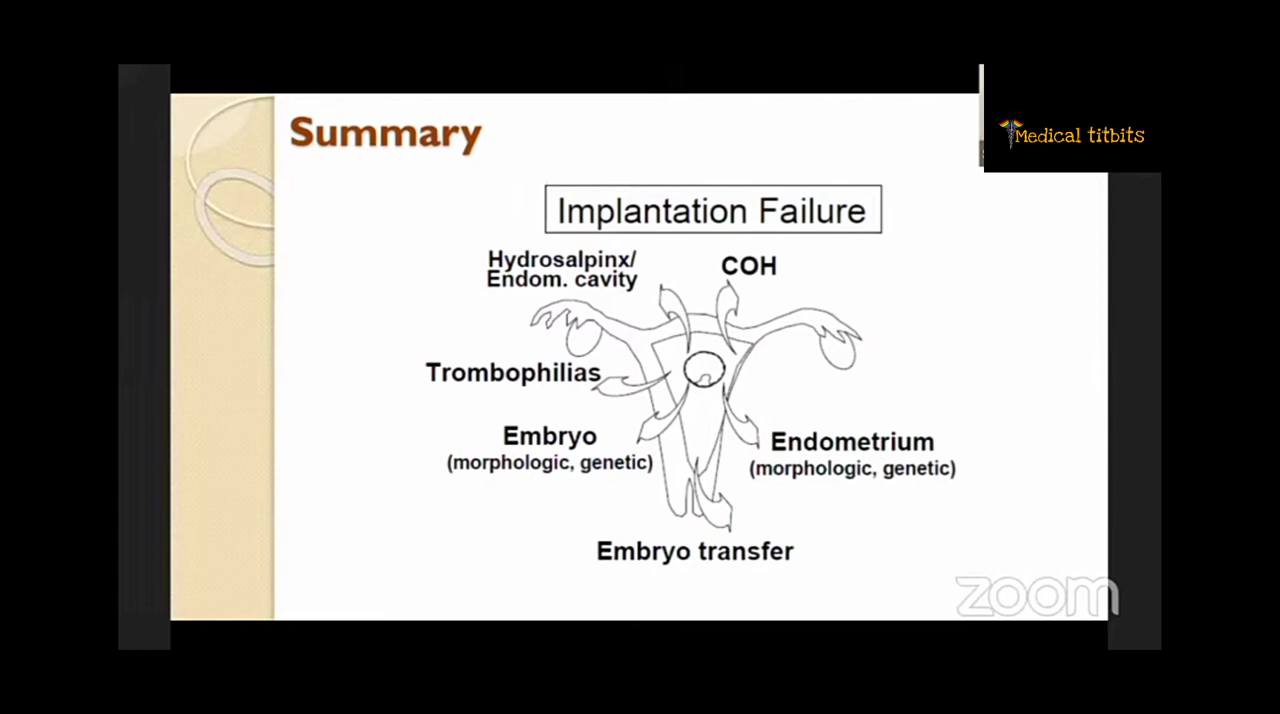 Summary
Medical titbits
Implantation Failure
Hydrosalpinx/
Endom. cavity
COH
Trombophilias
Embryo
(morphologic, genetic)
Endometrium
(morphologic, genetic)
Embryo transfer
zoom